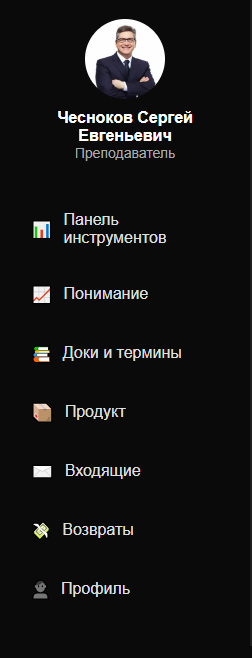 Чесноков Сергей
Евгеньевич
Преподаватель
Панель
инструментов
Понимание
Доки и термины
Продукт
Входящие
Возвраты
Профиль